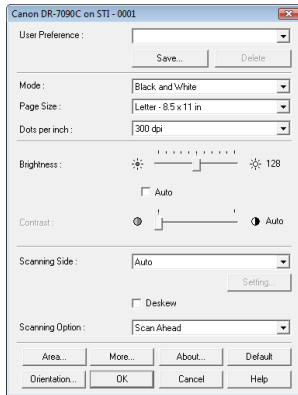 Canon DR-7090C on STI - 0001
User Preference :
Save...
Delete
Mode :
Black and White
Page Size :
Letter - 8.5 x 11 in
Dots per inch :
300 dpi
Brightness :
128
Auto
Contrast :
Auto
Scanning Side :
Auto
Setting...
Deskew
Scanning Option :
Scan Ahead
Area...
More...
About...
Default
Orientation...
OK
Cancel
Help